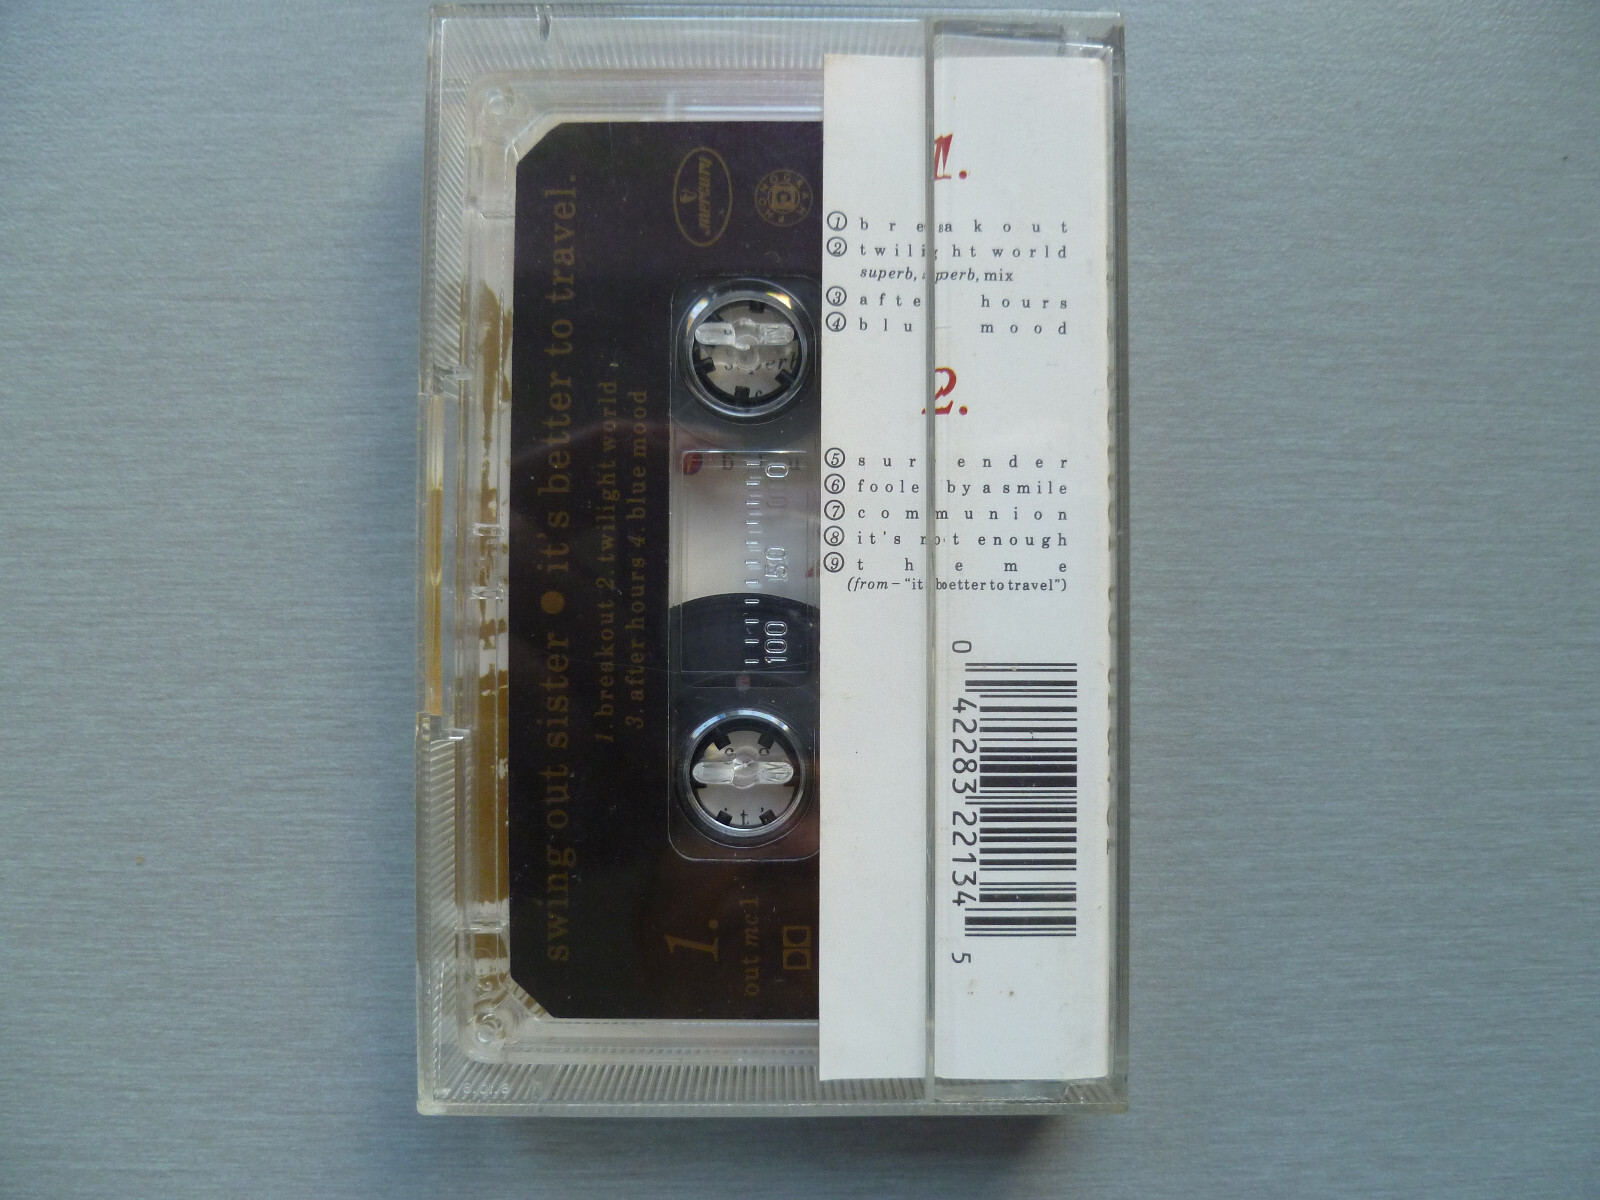 swing out sister ● it's better to travel.
1. breakout 2. twilight world
3. after hours 4. blue mood
mercury
PHONOGRAM
1.
out mc 1
0
50
100
1.
① breakout
② twilight world
superb, superb, mix
③ after hours
④ blue mood
2.
⑤ surrender
⑥ fooled by a smile
⑦ communion
⑧ it's not enough
⑨ theme
(from – "it's better to travel")
0 42283 22134 5